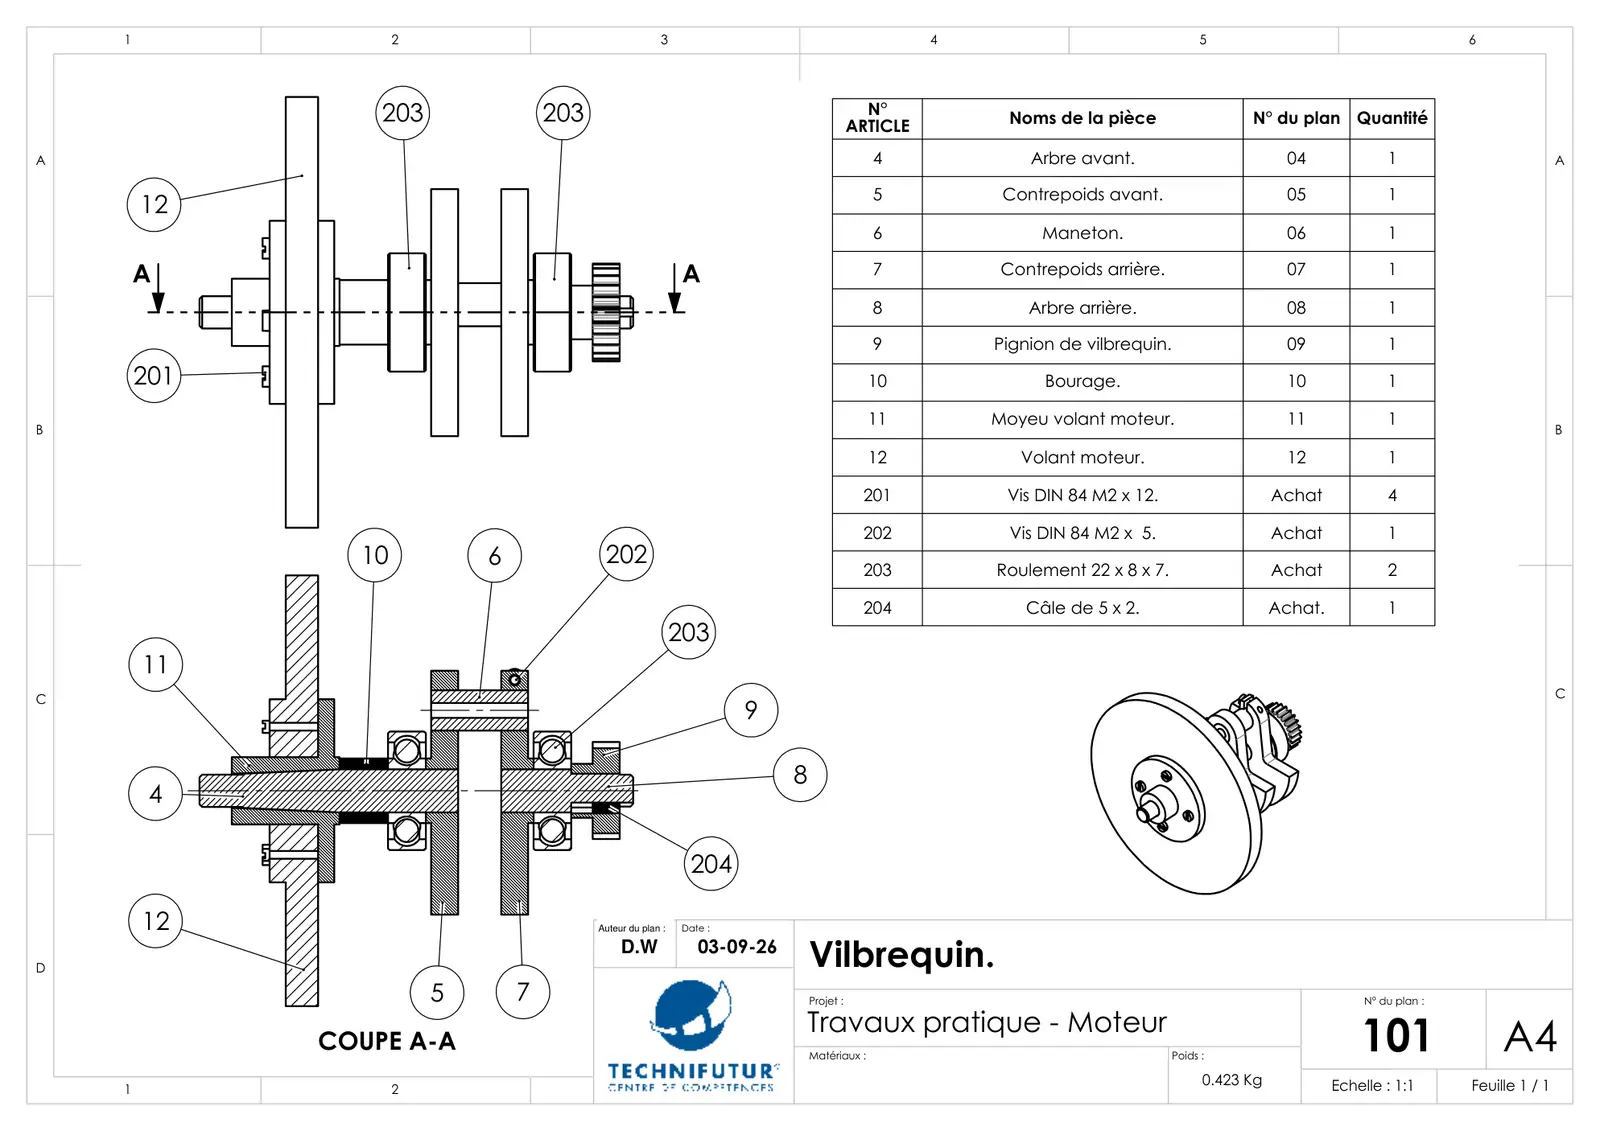 1 2 3 4 5 6
A A
B B
C C
D
1 2
203 203
12
A A
201
10 6 202
203
11
9
4 8
204
12
5 7
COUPE A-A
N° ARTICLE Noms de la pièce N° du plan Quantité
4 Arbre avant. 04 1
5 Contrepoids avant. 05 1
6 Maneton. 06 1
7 Contrepoids arrière. 07 1
8 Arbre arrière. 08 1
9 Pignion de vilbrequin. 09 1
10 Bourage. 10 1
11 Moyeu volant moteur. 11 1
12 Volant moteur. 12 1
201 Vis DIN 84 M2 x 12. Achat 4
202 Vis DIN 84 M2 x 5. Achat 1
203 Roulement 22 x 8 x 7. Achat 2
204 Câle de 5 x 2. Achat. 1
Auteur du plan : Date :
D.W 03-09-26
Vilbrequin.
TECHNIFUTUR
CENTRE DE COMPETENCES
Projet :
Travaux pratique - Moteur
N° du plan :
101
A4
Matériaux :
Poids :
0.423 Kg
Echelle : 1:1
Feuille 1 / 1